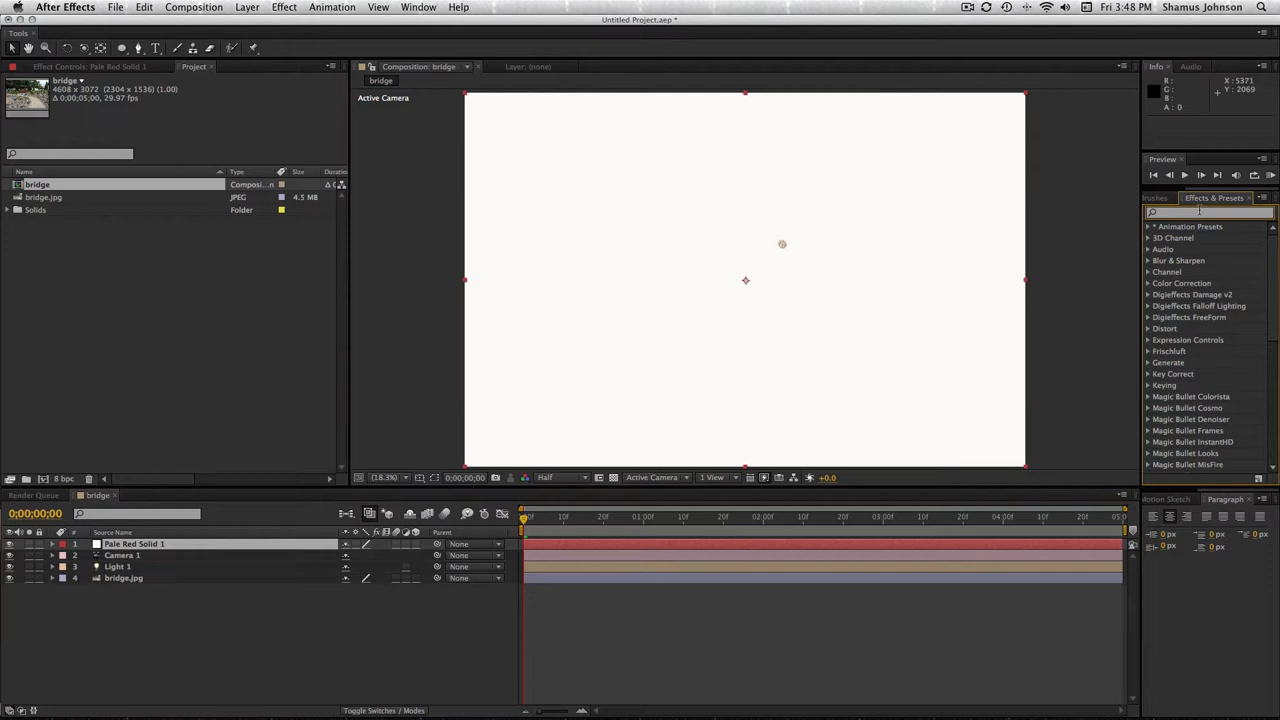 After Effects File Edit Composition Layer Effect Animation View Window Help Fri 3:48 PM Shamus Johnson
Untitled Project.aep *
Tools
Effect Controls: Pale Red Solid 1 Project
bridge
4608 x 3072 (2304 x 1536) (1.00)
Δ 0;00;05;00, 29.97 fps
Name Type Size Duratio
bridge Composi...n
bridge.jpg JPEG 4.5 MB
Solids Folder
8 bpc
Composition: bridge Layer: (none)
bridge
Active Camera
(18.3%) 0;00;00;00 Half Active Camera 1 View +0.0
Info Audio
R : X : 5371
G : Y : 2069
B :
A : 0
Preview
Brushes Effects & Presets
* Animation Presets
3D Channel
Audio
Blur & Sharpen
Channel
Color Correction
Digieffects Damage v2
Digieffects Falloff Lighting
Digieffects FreeForm
Distort
Expression Controls
Frischluft
Generate
Key Correct
Keying
Magic Bullet Colorista
Magic Bullet Cosmo
Magic Bullet Denoiser
Magic Bullet Frames
Magic Bullet InstantHD
Magic Bullet Looks
Magic Bullet MisFire
Motion Sketch Paragraph
0 px 0 px 0 px
0 px 0 px
Render Queue bridge
0;00;00;00
# Source Name Parent
00f 10f 20f 01:00f 10f 20f 02:00f 10f 20f 03:00f 10f 20f 04:00f 10f 20f 05:0
1 Pale Red Solid 1 None
2 Camera 1 None
3 Light 1 None
4 bridge.jpg None
Toggle Switches / Modes